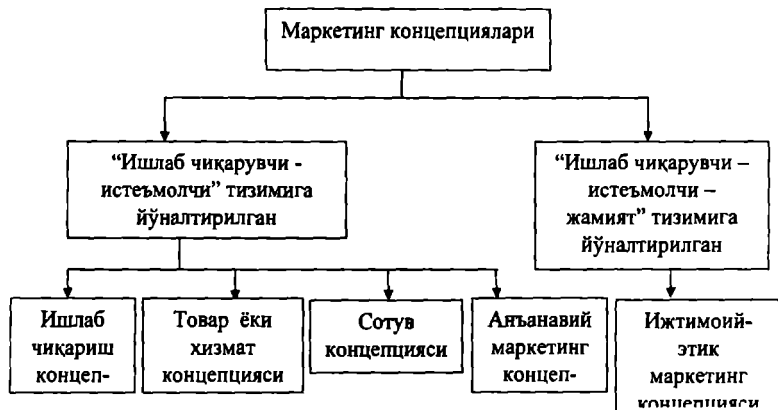 Маркетинг концепциялари
“Ишлаб чиқарувчи -
истеъмолчи” тизимига
йўналтирилган
“Ишлаб чиқарувчи –
истеъмолчи –
жамият” тизимига
йўналтирилган
Ишлаб
чиқариш
концеп-
Товар ёки
хизмат
концепцияси
Сотув
концепцияси
Анъанавий
маркетинг
концеп-
Ижтимоий-
этик
маркетинг
концепцияси